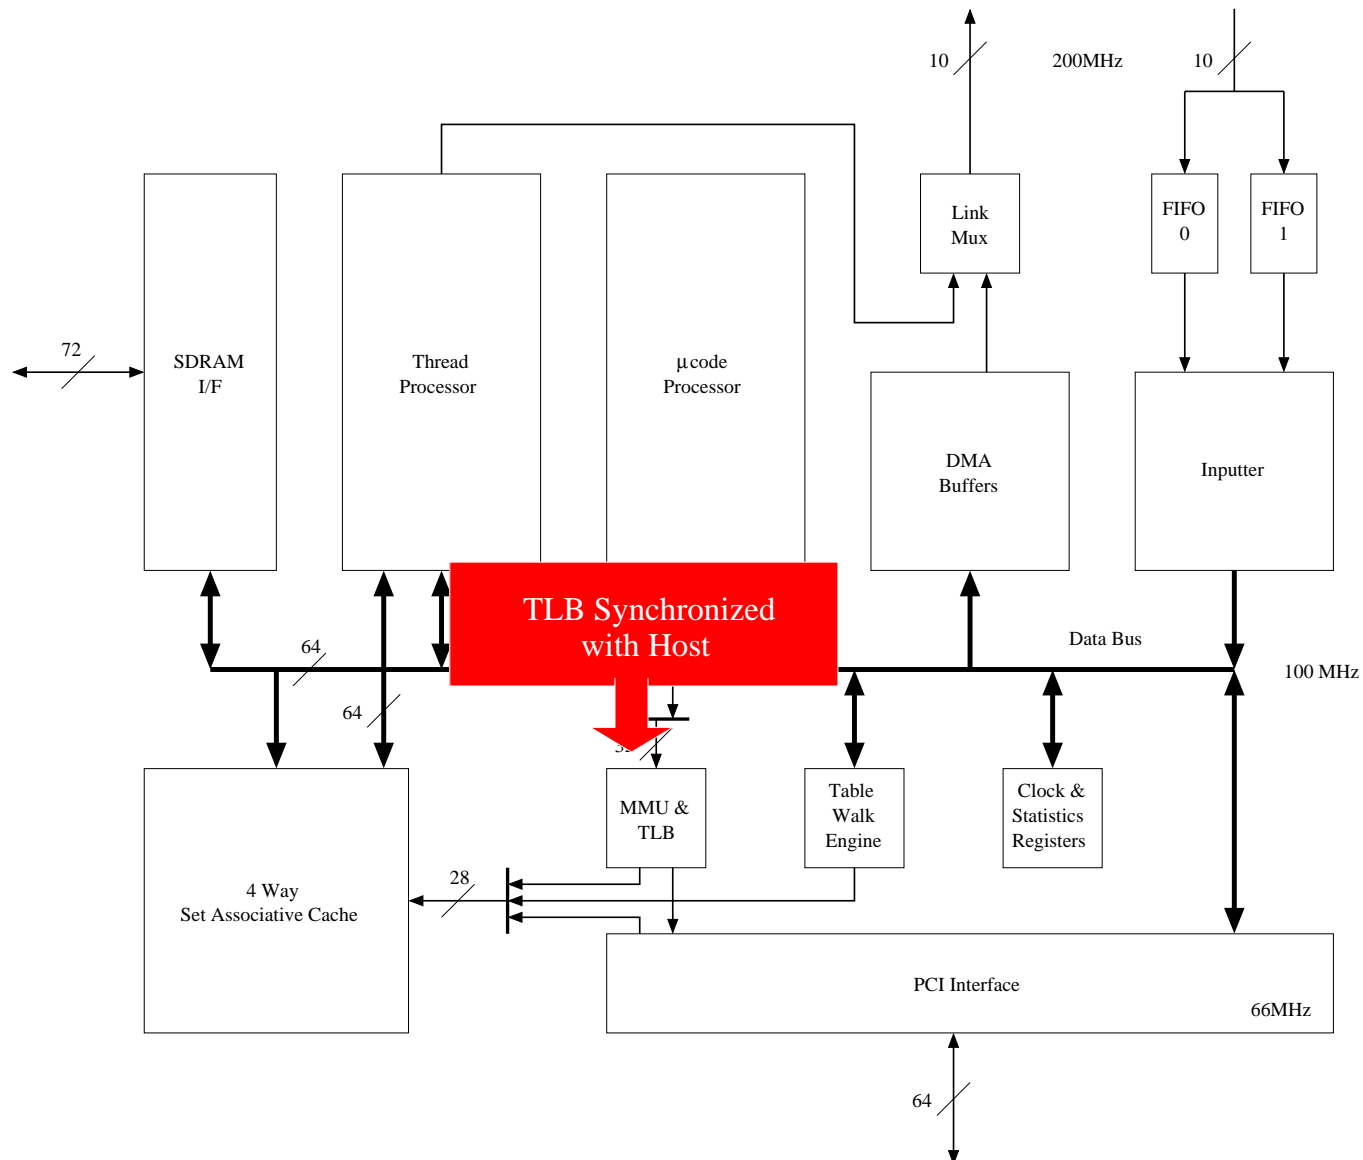 10
200MHz
10
Link
Mux
FIFO
0
FIFO
1
72
SDRAM
I/F
Thread
Processor
μcode
Processor
DMA
Buffers
Inputter
TLB Synchronized
with Host
64
Data Bus
100 MHz
64
MMU &
TLB
Table
Walk
Engine
Clock &
Statistics
Registers
28
4 Way
Set Associative Cache
PCI Interface
66MHz
64